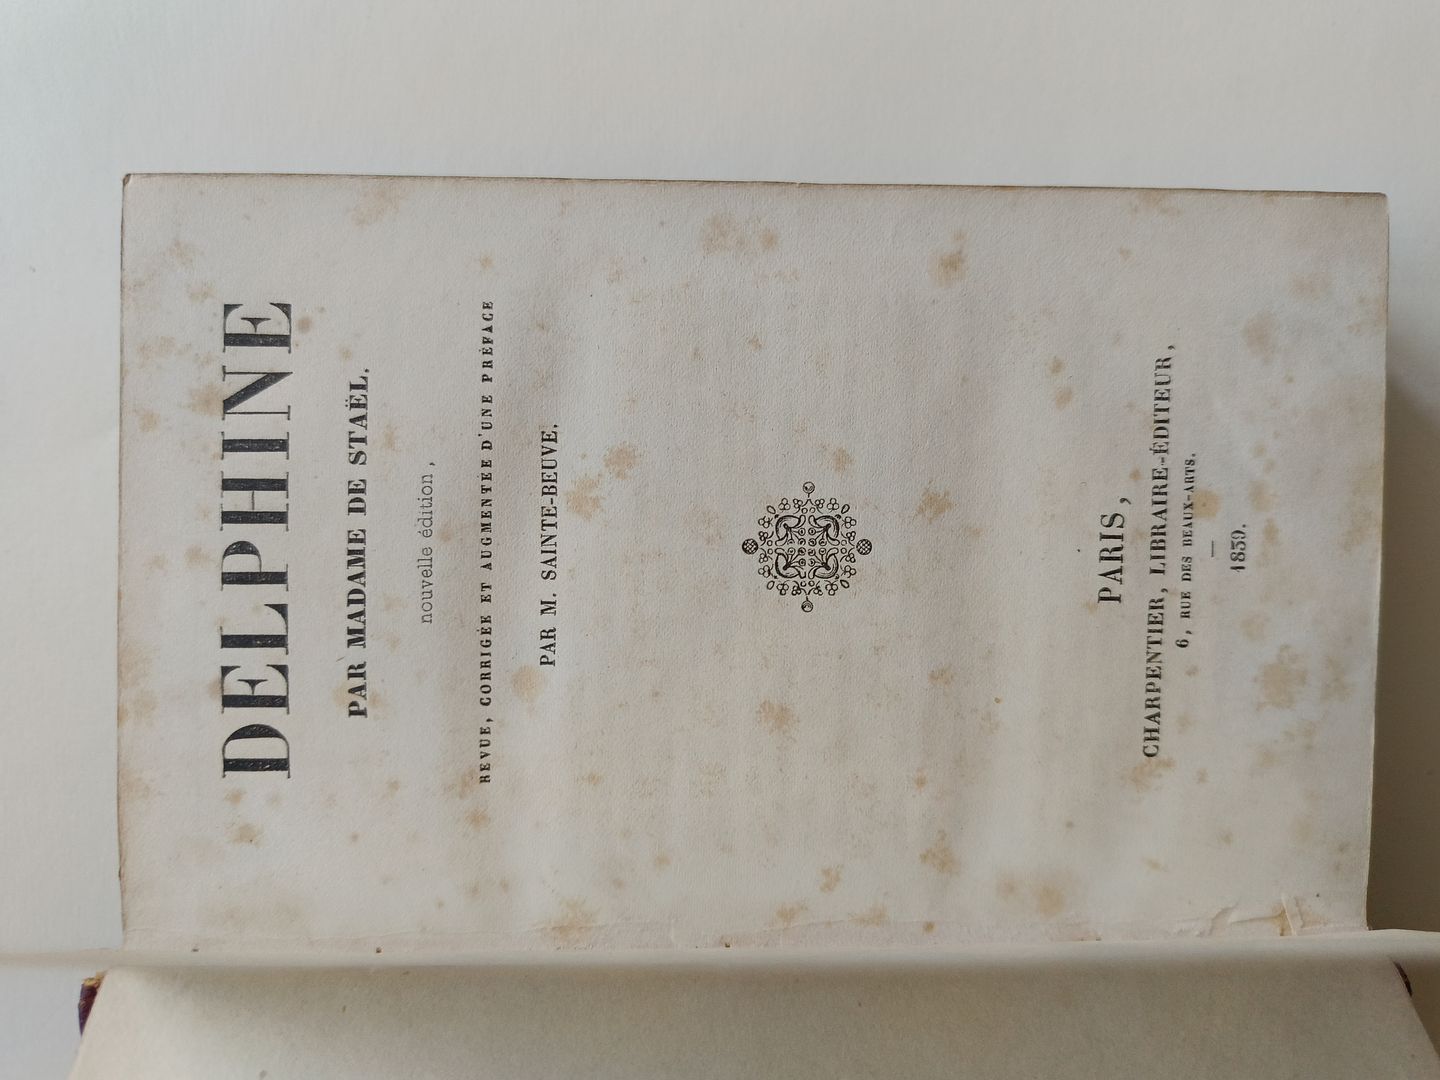 DELPHINE
PAR MADAME DE STAËL.
nouvelle édition,
REVUE, CORRIGÉE ET AUGMENTÉE D'UNE PRÉFACE
PAR M. SAINTE-BEUVE.
PARIS,
CHARPENTIER, LIBRAIRE-ÉDITEUR,
6, RUE DES BEAUX-ARTS.
—
1839.